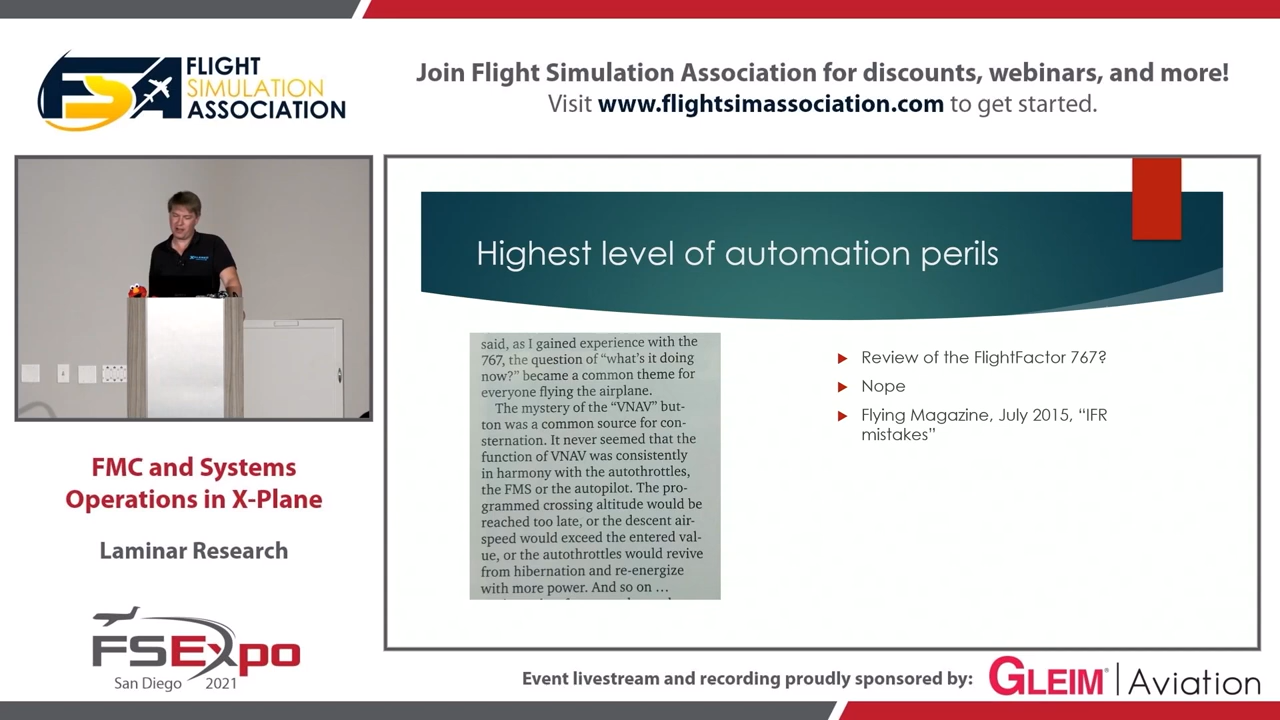 FLIGHT
SIMULATION
ASSOCIATION
FSA
Join Flight Simulation Association for discounts, webinars, and more!
Visit www.flightsimassociation.com to get started.
Highest level of automation perils
said, as I gained experience with the
767, the question of “what’s it doing
now?” became a common theme for
everyone flying the airplane.
The mystery of the “VNAV” but-
ton was a common source for con-
sternation. It never seemed that the
function of VNAV was consistently
in harmony with the autothrottles,
the FMS or the autopilot. The pro-
grammed crossing altitude would be
reached too late, or the descent air-
speed would exceed the entered val-
ue, or the autothrottles would revive
from hibernation and re-energize
with more power. And so on ...
Review of the FlightFactor 767?
Nope
Flying Magazine, July 2015, “IFR
mistakes”
FMC and Systems
Operations in X-Plane
Laminar Research
FSExpo
San Diego 2021
Event livestream and recording proudly sponsored by:
GLEIM® | Aviation